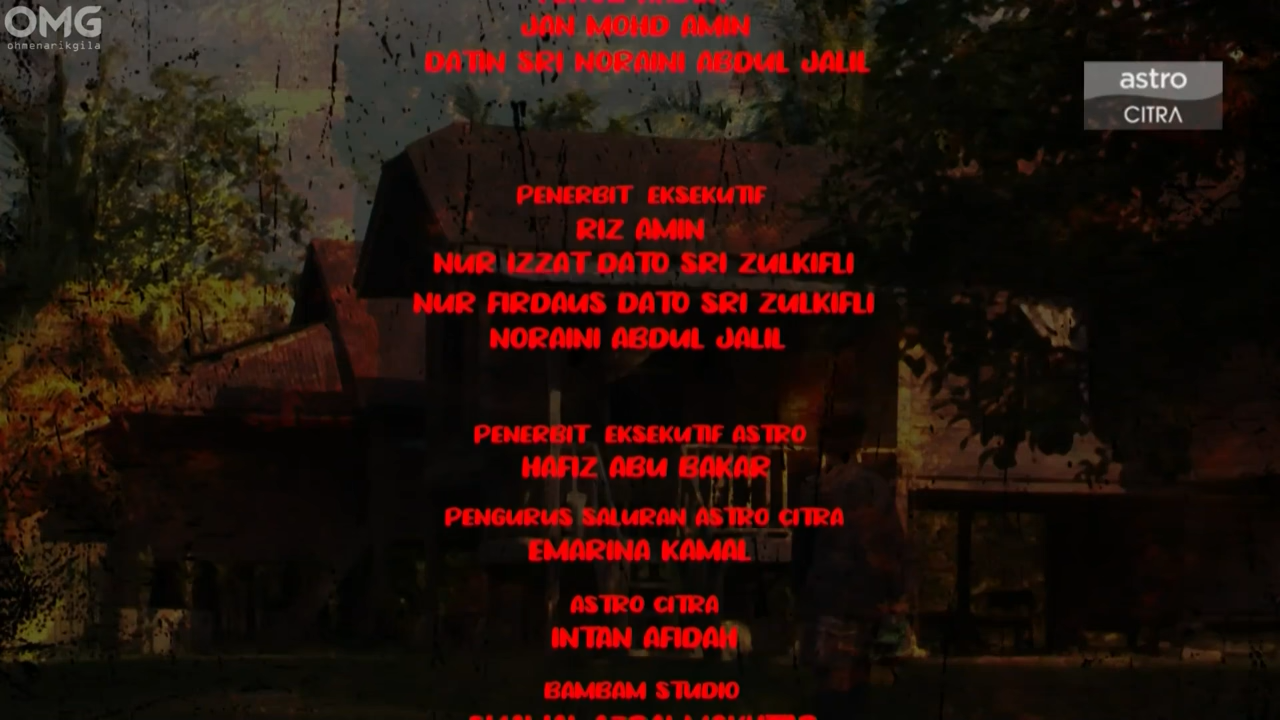 OMG
ohmenarikgila
JAN MOHD AMIN
DATIN SRI NORAINI ABDUL JALIL
astro
CITRA
PENERBIT EKSEKUTIF
RIZ AMIN
NUR IZZAT DATO SRI ZULKIFLI
NUR FIRDAUS DATO SRI ZULKIFLI
NORAINI ABDUL JALIL
PENERBIT EKSEKUTIF ASTRO
HAFIZ ABU BAKAR
PENGURUS SALURAN ASTRO CITRA
EMARINA KAMAL
ASTRO CITRA
INTAN AFIDAH
BAMBAM STUDIO